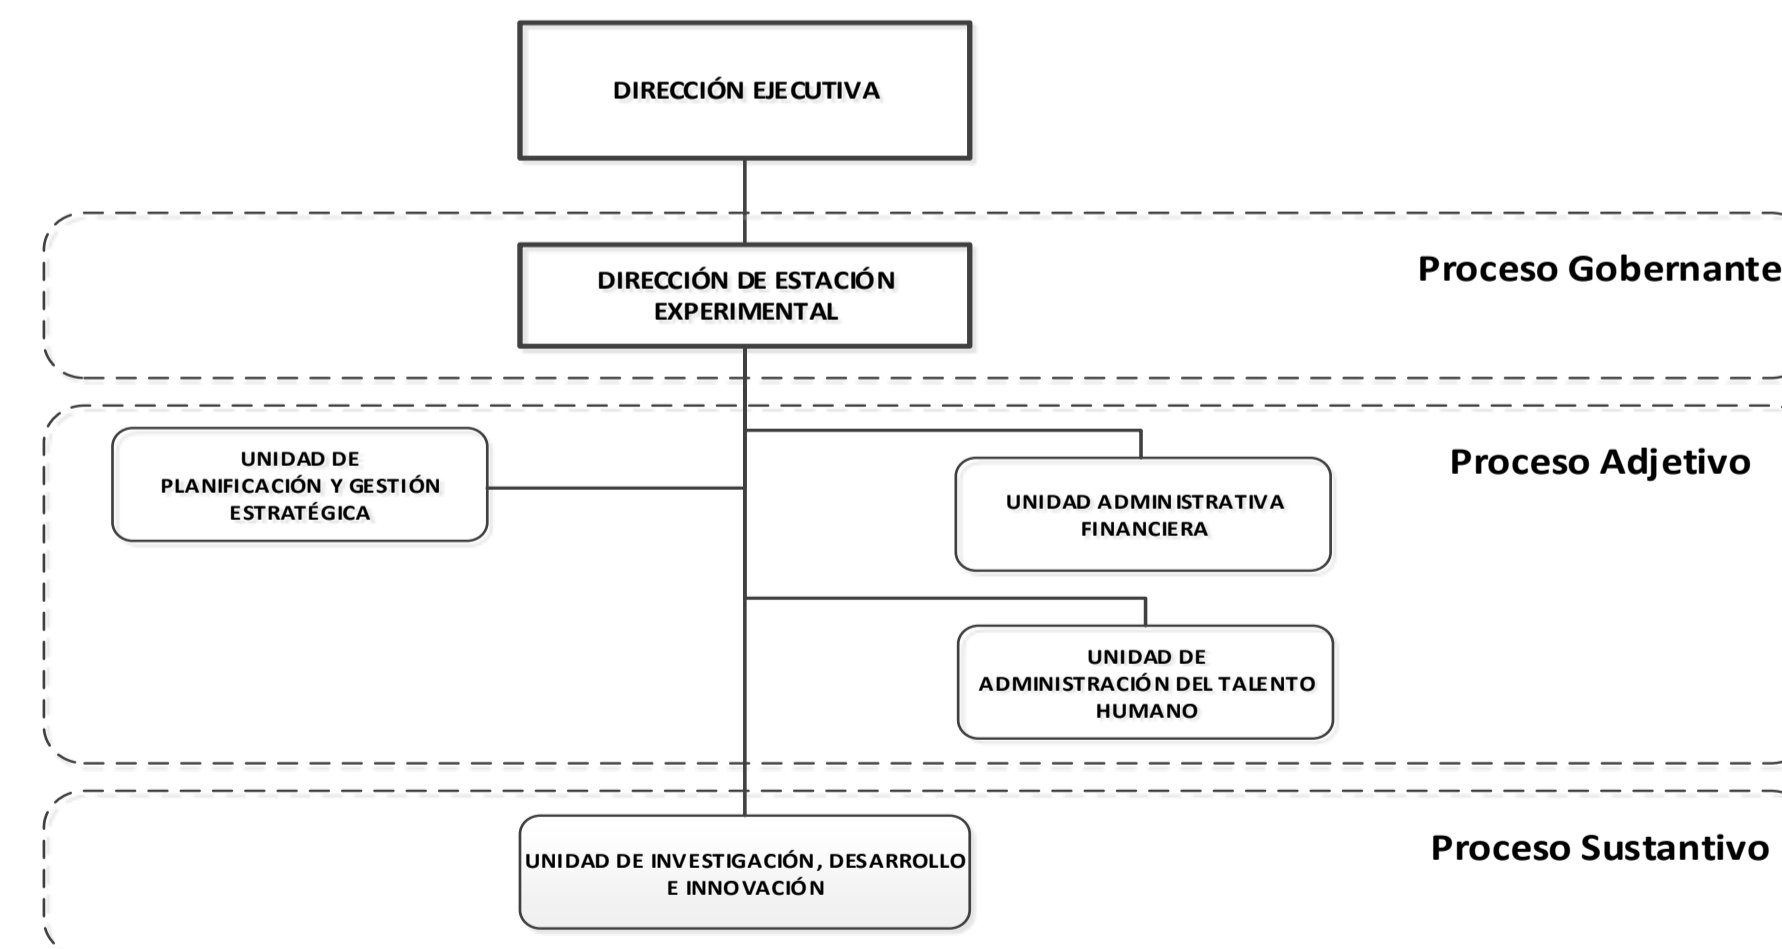 DIRECCIÓN EJECUTIVA
Proceso Gobernante
DIRECCIÓN DE ESTACIÓN
EXPERIMENTAL
Proceso Adjetivo
UNIDAD DE
PLANIFICACIÓN Y GESTIÓN
ESTRATÉGICA
UNIDAD ADMINISTRATIVA
FINANCIERA
UNIDAD DE
ADMINISTRACIÓN DEL TALENTO
HUMANO
Proceso Sustantivo
UNIDAD DE INVESTIGACIÓN, DESARROLLO
E INNOVACIÓN